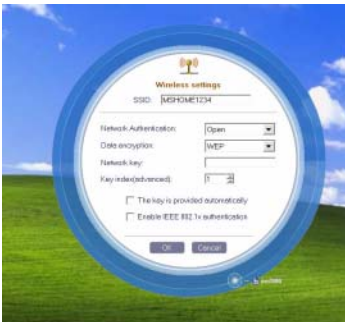 Wireless settings
SSID: MSHOME1234
Network Authentication: Open
Data encryption: WEP
Network key:
Key index(advanced): 1
The key is provided automatically
Enable IEEE 802.1x authentication
OK Cancel